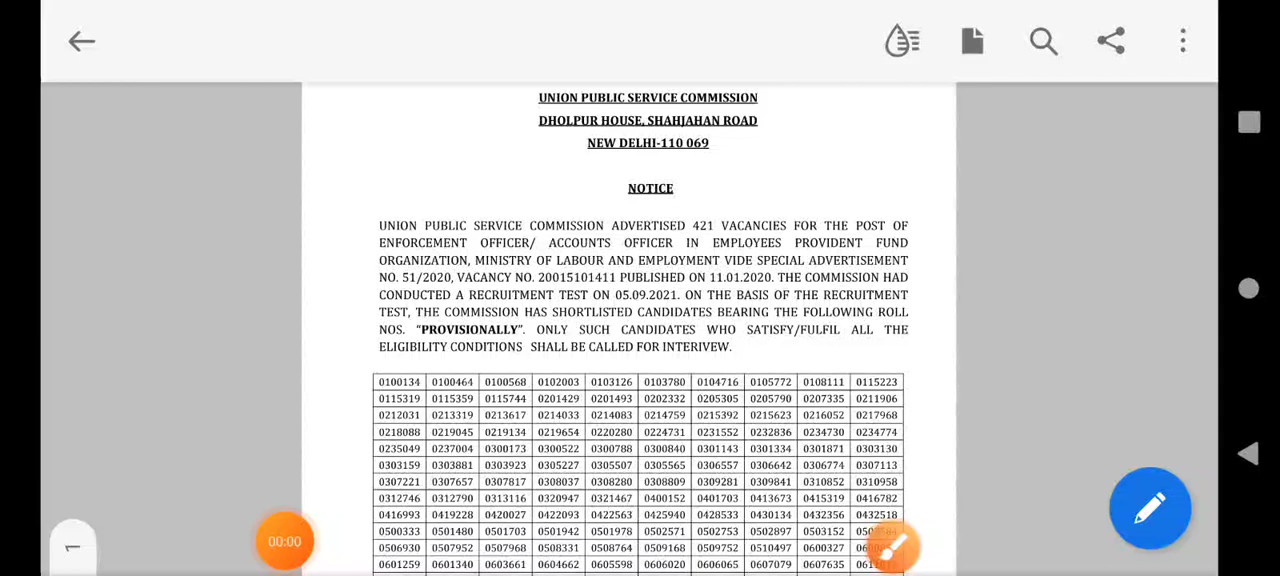 UNION PUBLIC SERVICE COMMISSION
DHOLPUR HOUSE, SHAHJAHAN ROAD
NEW DELHI-110 069
NOTICE
UNION PUBLIC SERVICE COMMISSION ADVERTISED 421 VACANCIES FOR THE POST OF
ENFORCEMENT OFFICER/ ACCOUNTS OFFICER IN EMPLOYEES PROVIDENT FUND
ORGANIZATION, MINISTRY OF LABOUR AND EMPLOYMENT VIDE SPECIAL ADVERTISEMENT
NO. 51/2020, VACANCY NO. 20015101411 PUBLISHED ON 11.01.2020. THE COMMISSION HAD
CONDUCTED A RECRUITMENT TEST ON 05.09.2021. ON THE BASIS OF THE RECRUITMENT
TEST, THE COMMISSION HAS SHORTLISTED CANDIDATES BEARING THE FOLLOWING ROLL
NOS. “PROVISIONALLY”. ONLY SUCH CANDIDATES WHO SATISFY/FULFIL ALL THE
ELIGIBILITY CONDITIONS SHALL BE CALLED FOR INTERIVEW.
0100134 0100464 0100568 0102003 0103126 0103780 0104716 0105772 0108111 0115223
0115319 0115359 0115744 0201429 0201493 0202332 0205305 0205790 0207335 0211906
0212031 0213319 0213617 0214033 0214083 0214759 0215392 0215623 0216052 0217968
0218088 0219045 0219134 0219654 0220280 0224731 0231552 0232836 0234730 0234774
0235049 0237004 0300173 0300522 0300788 0300840 0301143 0301334 0301871 0303130
0303159 0303881 0303923 0305227 0305507 0305565 0306557 0306642 0306774 0307113
0307221 0307657 0307817 0308037 0308280 0308809 0309281 0309841 0310852 0310958
0312746 0312790 0313116 0320947 0321467 0400152 0401703 0413673 0415319 0416782
0416993 0419228 0420027 0422093 0422563 0425940 0428533 0430134 0432356 0432518
0500333 0501480 0501703 0501942 0501978 0502571 0502753 0502897 0503152
0506930 0507952 0507968 0508331 0508764 0509168 0509752 0510497 0600327
0601259 0601340 0603661 0604662 0605598 0606020 0606065 0607079 0607635
00:00
1